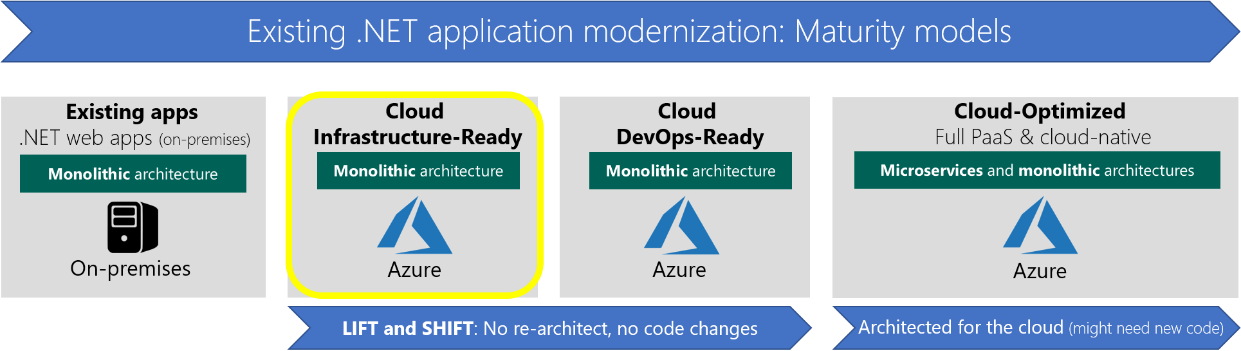 Existing .NET application modernization: Maturity models
Existing apps
.NET web apps (on-premises)
Monolithic architecture
On-premises
Cloud
Infrastructure-Ready
Monolithic architecture
Azure
Cloud
DevOps-Ready
Monolithic architecture
Azure
Cloud-Optimized
Full PaaS & cloud-native
Microservices and monolithic architectures
Azure
LIFT and SHIFT: No re-architect, no code changes
Architected for the cloud (might need new code)